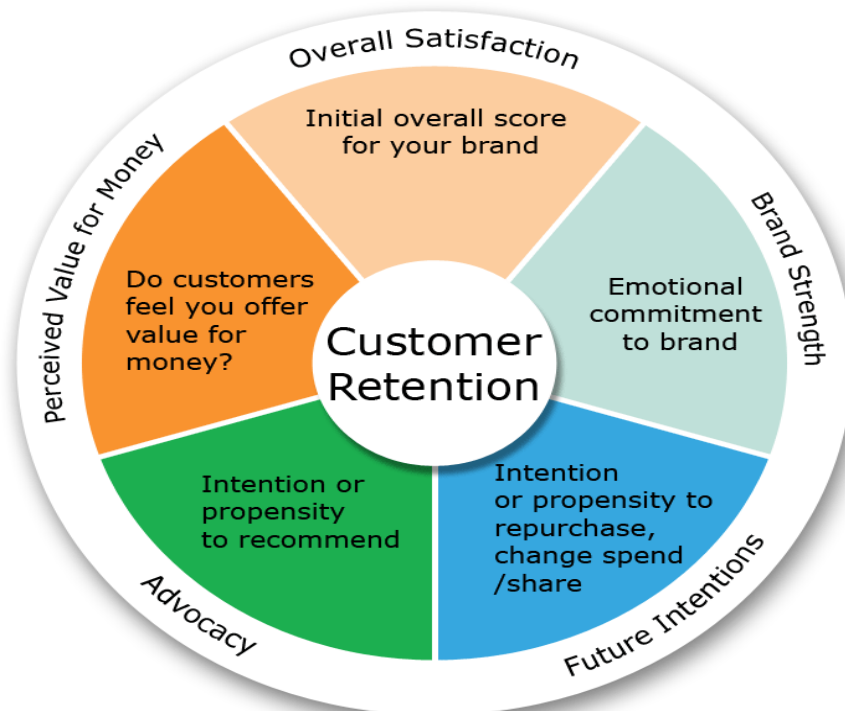 Overall Satisfaction
Initial overall score
for your brand
Brand Strength
Emotional
commitment
to brand
Future Intentions
Intention
or propensity to
repurchase,
change spend
/share
Advocacy
Intention or
propensity
to recommend
Perceived Value for Money
Do customers
feel you offer
value for
money?
Customer
Retention